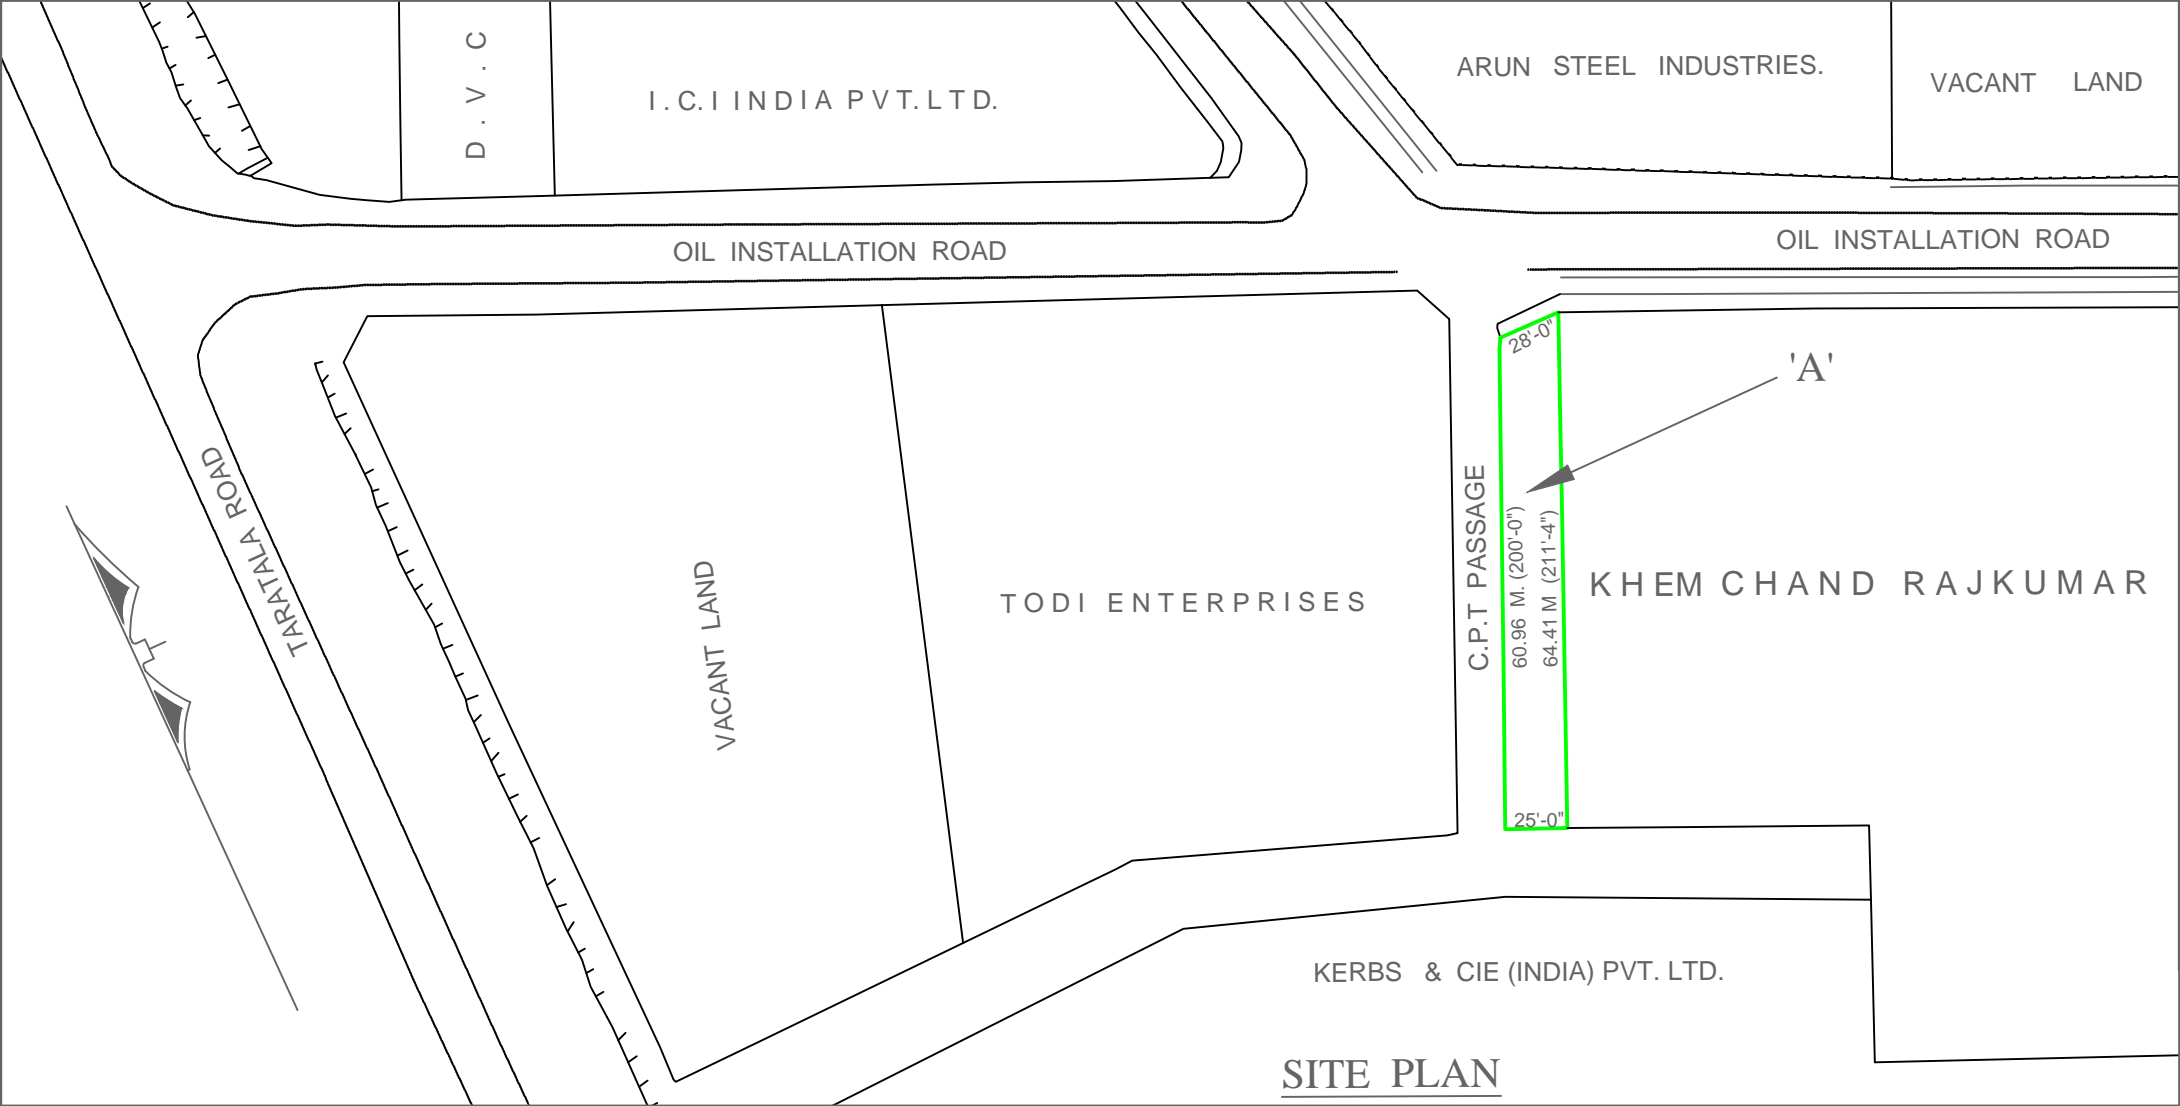 D.V.C
I.C.I INDIA PVT. LTD.
ARUN STEEL INDUSTRIES.
VACANT LAND
OIL INSTALLATION ROAD
OIL INSTALLATION ROAD
28'-0"
'A'
TARATALA ROAD
VACANT LAND
TODI ENTERPRISES
C.P.T PASSAGE
60.96 M. (200'-0")
64.41 M (211'-4")
KHEM CHAND RAJKUMAR
25'-0"
KERBS & CIE (INDIA) PVT. LTD.
SITE PLAN